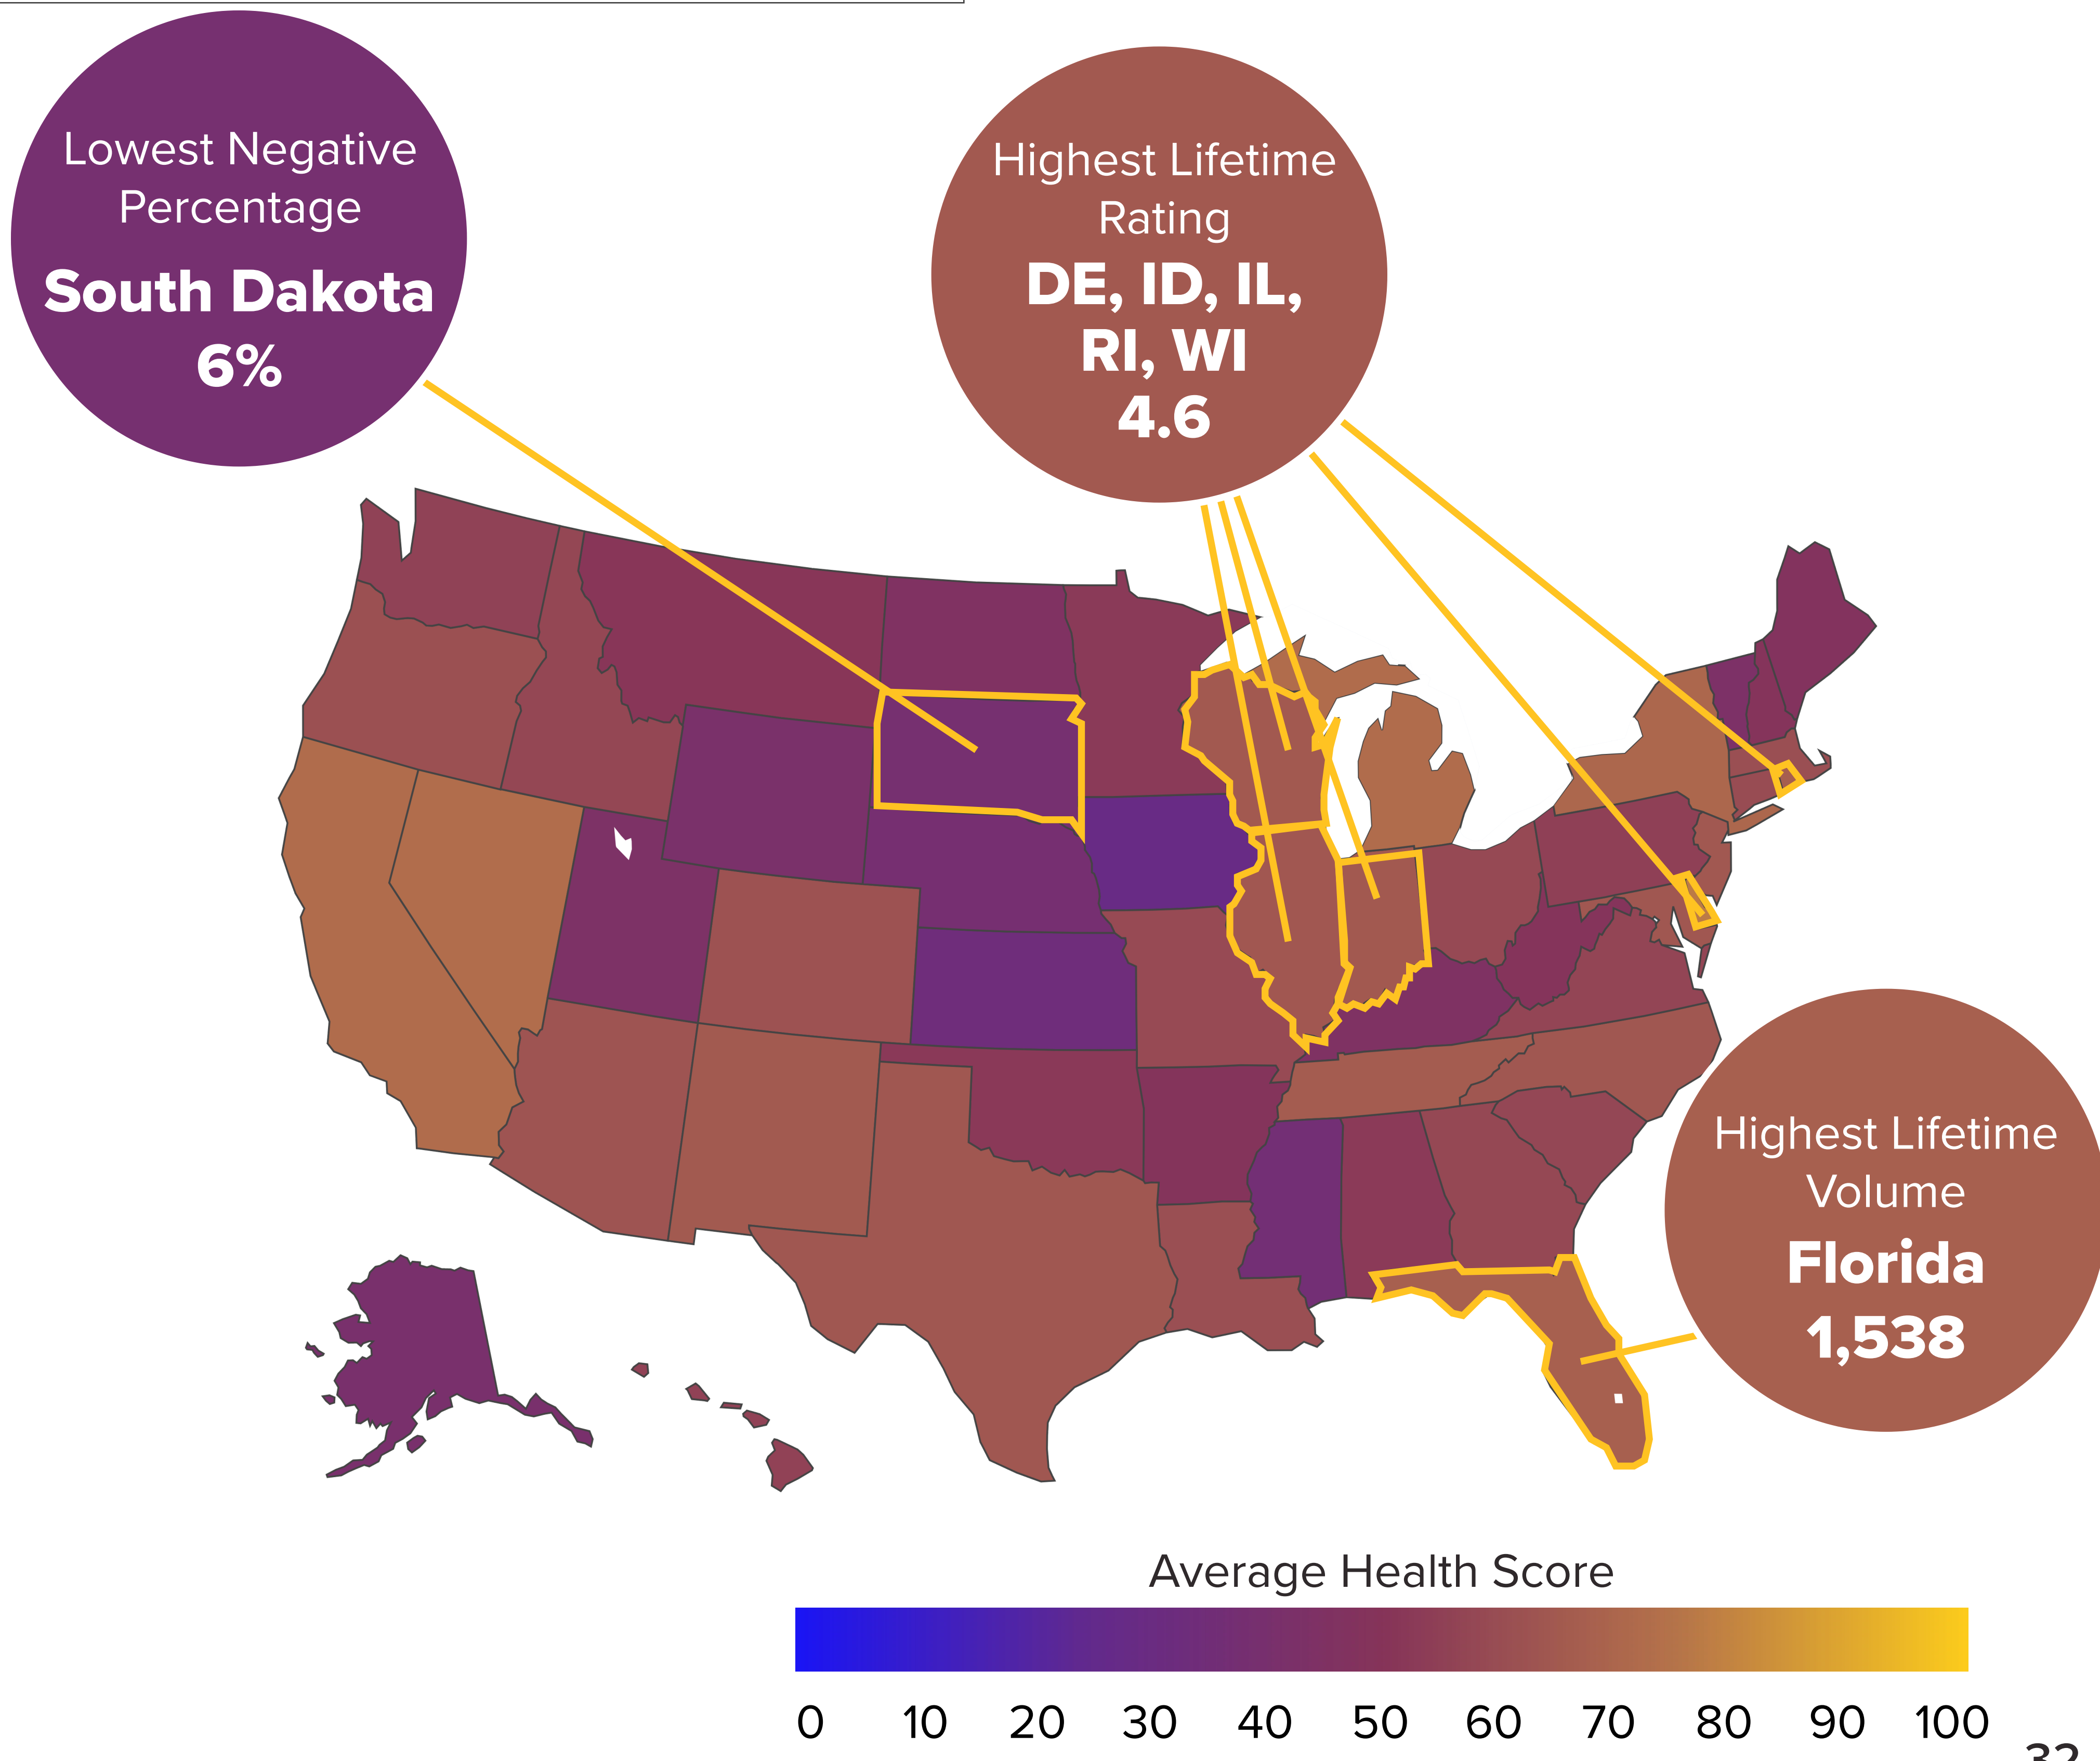 Lowest Negative
Percentage
South Dakota
6%
Highest Lifetime
Rating
DE, ID, IL,
RI, WI
4.6
Highest Lifetime
Volume
Florida
1,538
Average Health Score
0 10 20 30 40 50 60 70 80 90 100
32